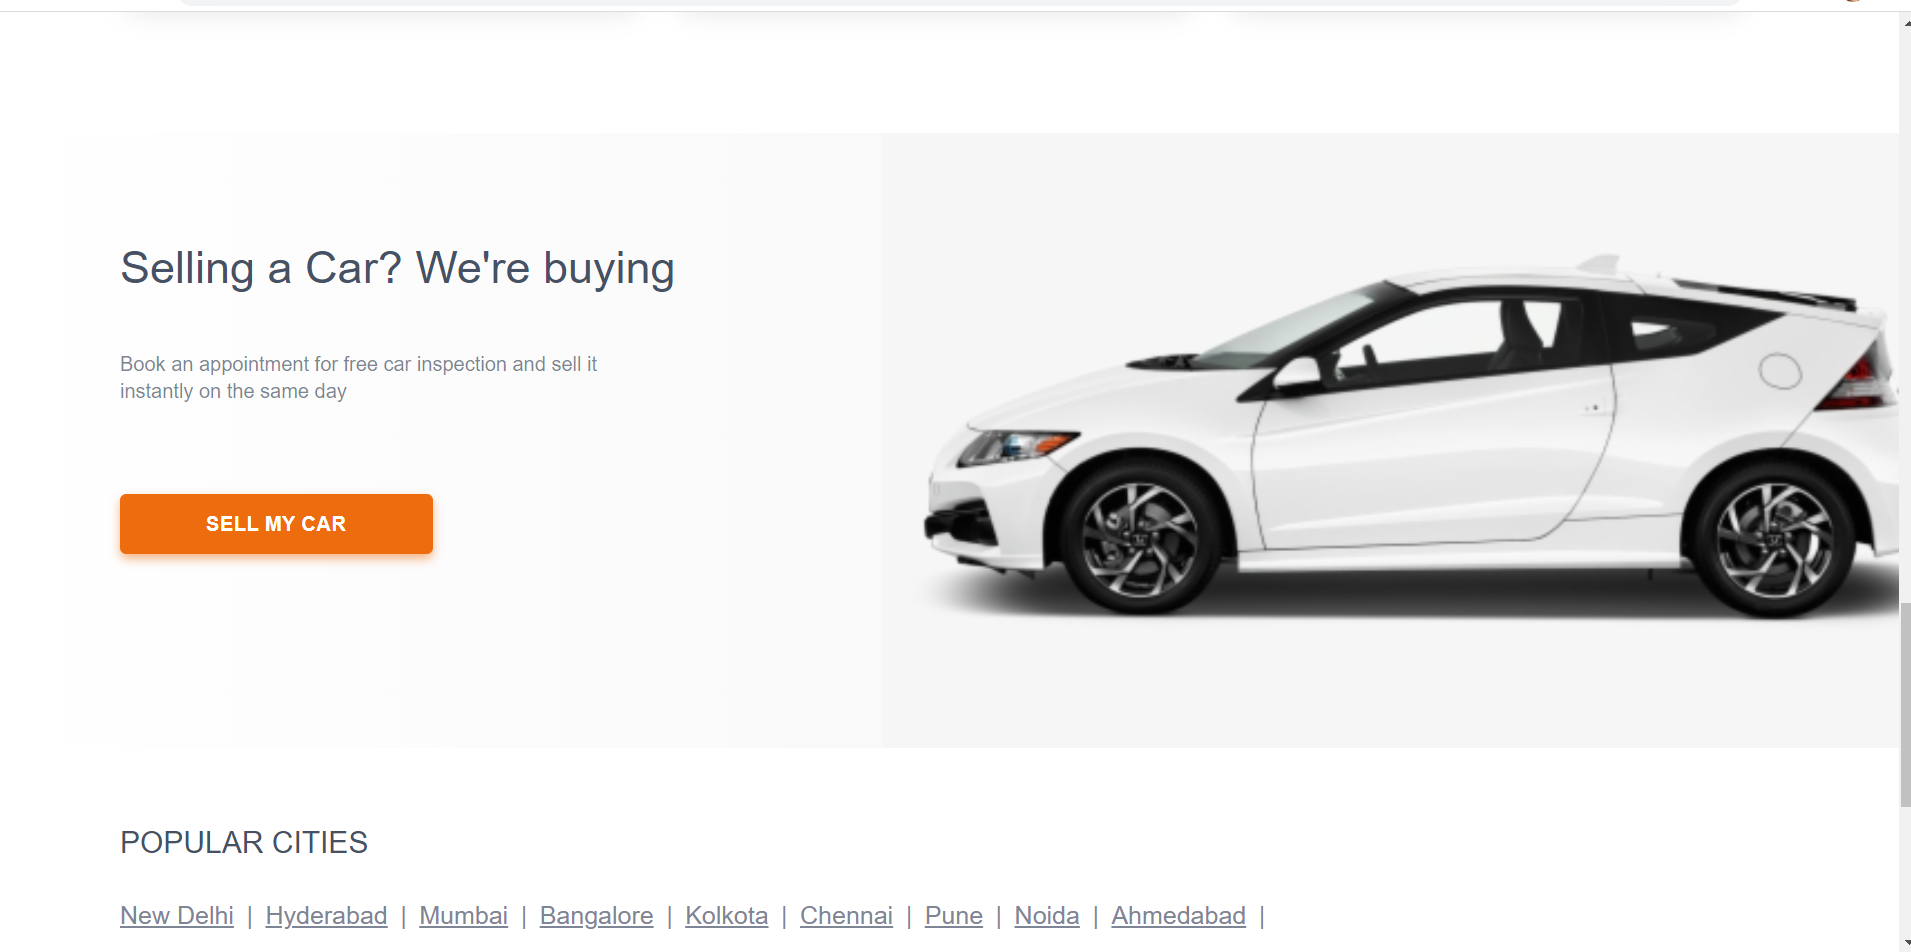 Selling a Car? We're buying
Book an appointment for free car inspection and sell it
instantly on the same day
SELL MY CAR
POPULAR CITIES
New Delhi | Hyderabad | Mumbai | Bangalore | Kolkota | Chennai | Pune | Noida | Ahmedabad |